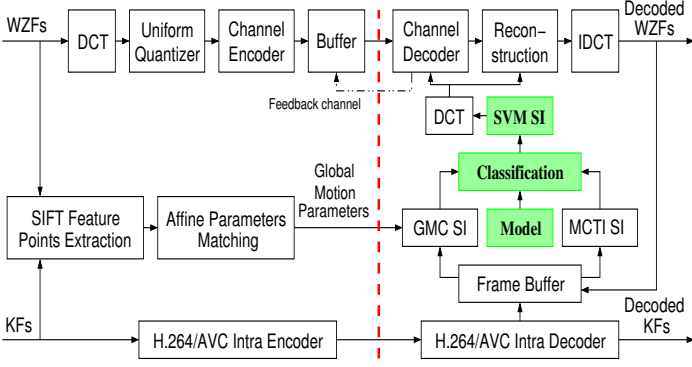 WZFs
DCT
Uniform
Quantizer
Channel
Encoder
Buffer
Channel
Decoder
Recon-
struction
IDCT
Decoded
WZFs
Feedback channel
DCT
SVM SI
Classification
Global
Motion
Parameters
SIFT Feature
Points Extraction
Affine Parameters
Matching
GMC SI
Model
MCTI SI
Frame Buffer
KFs
H.264/AVC Intra Encoder
H.264/AVC Intra Decoder
Decoded
KFs